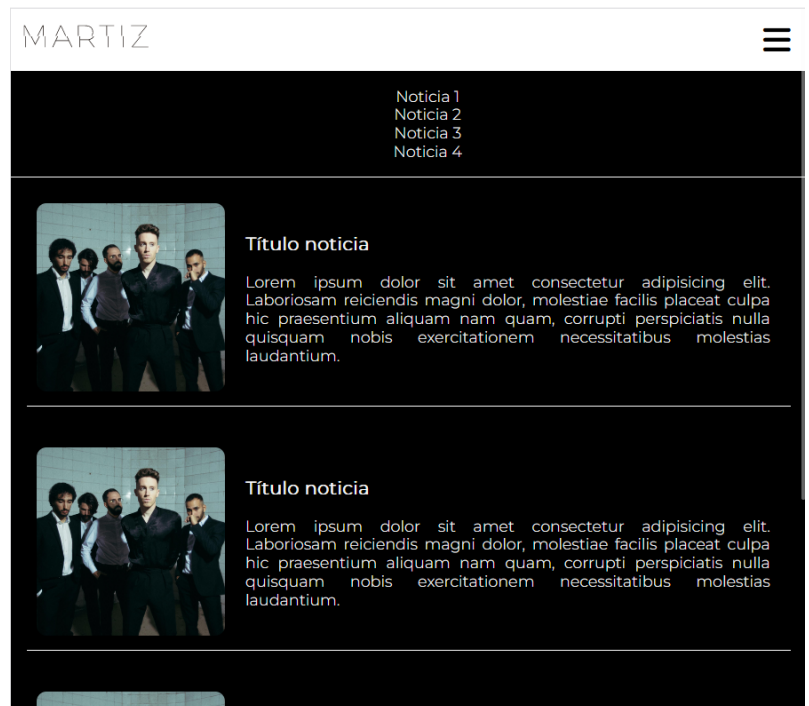 MARTIZ
Noticia 1
Noticia 2
Noticia 3
Noticia 4
Título noticia
Lorem ipsum dolor sit amet consectetur adipisicing elit.
Laboriosam reiciendis magni dolor, molestiae facilis placeat culpa
hic praesentium aliquam nam quam, corrupti perspiciatis nulla
quisquam nobis exercitationem necessitatibus molestias
laudantium.
Título noticia
Lorem ipsum dolor sit amet consectetur adipisicing elit.
Laboriosam reiciendis magni dolor, molestiae facilis placeat culpa
hic praesentium aliquam nam quam, corrupti perspiciatis nulla
quisquam nobis exercitationem necessitatibus molestias
laudantium.